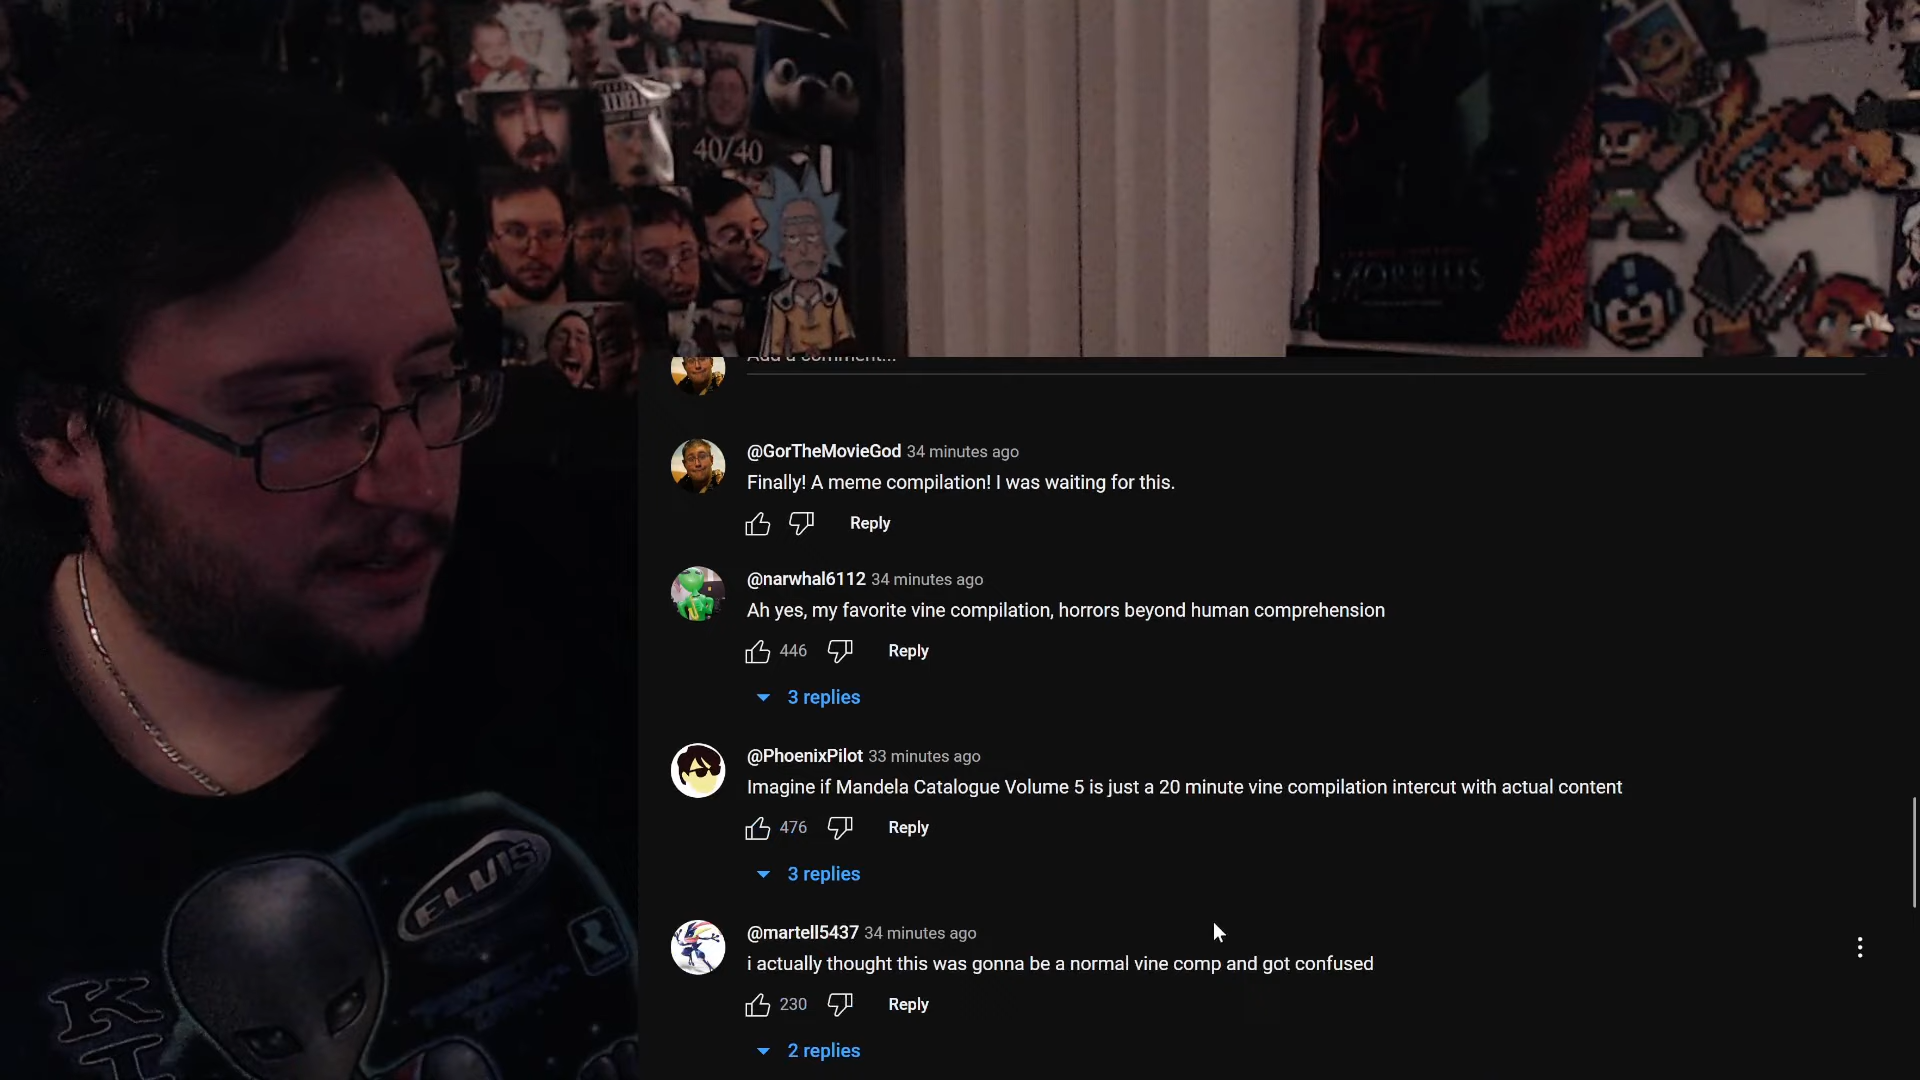 40/40
MORBIUS
Add a comment...
@GorTheMovieGod 34 minutes ago
Finally! A meme compilation! I was waiting for this.
Reply
@narwhal6112 34 minutes ago
Ah yes, my favorite vine compilation, horrors beyond human comprehension
446 Reply
3 replies
@PhoenixPilot 33 minutes ago
Imagine if Mandela Catalogue Volume 5 is just a 20 minute vine compilation intercut with actual content
476 Reply
3 replies
@martell5437 34 minutes ago
i actually thought this was gonna be a normal vine comp and got confused
230 Reply
2 replies
ELVIS